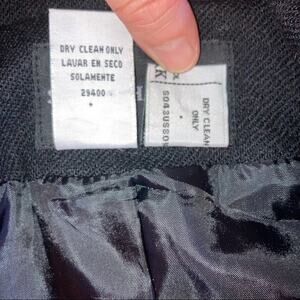 DRY CLEAN ONLY
LAVAR EN SECO
SOLAMENTE
29400
DRY CLEAN
ONLY